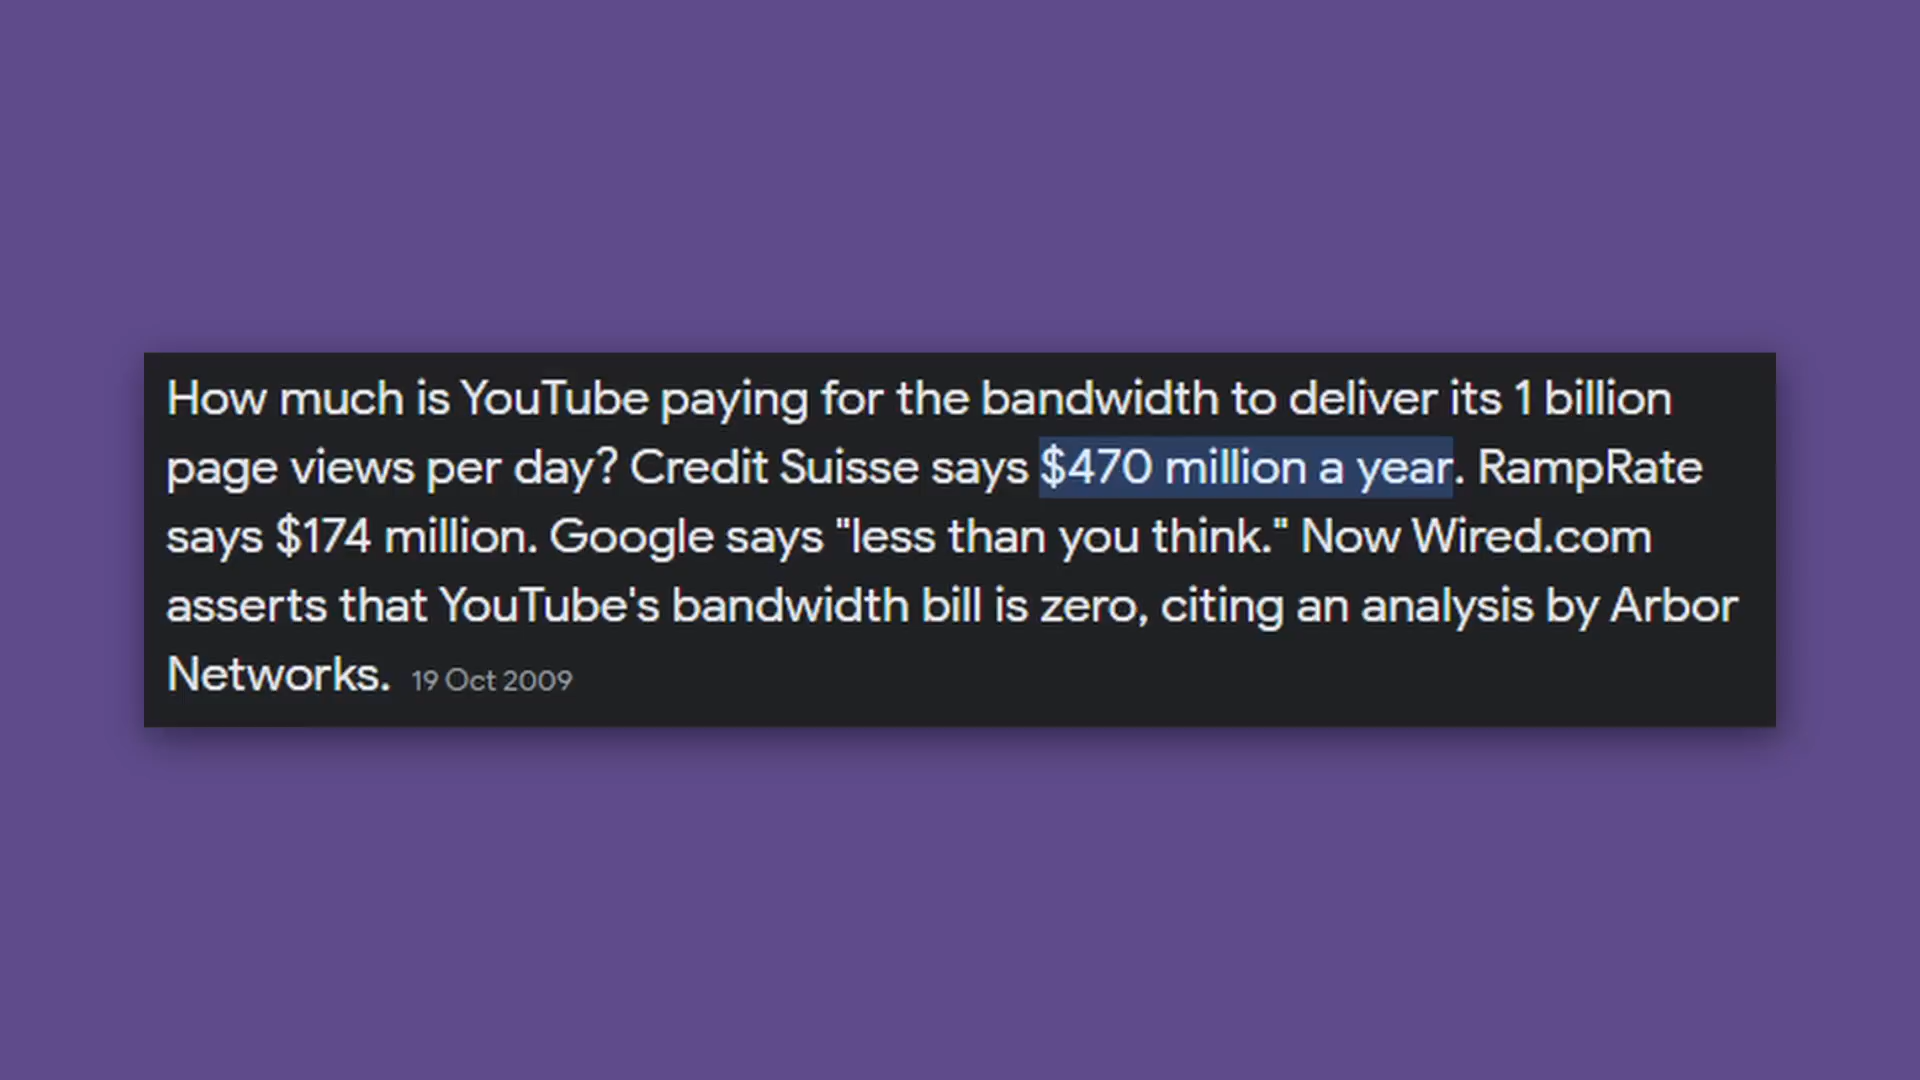 How much is YouTube paying for the bandwidth to deliver its 1 billion
page views per day? Credit Suisse says $470 million a year. RampRate
says $174 million. Google says "less than you think." Now Wired.com
asserts that YouTube's bandwidth bill is zero, citing an analysis by Arbor
Networks. 19 Oct 2009